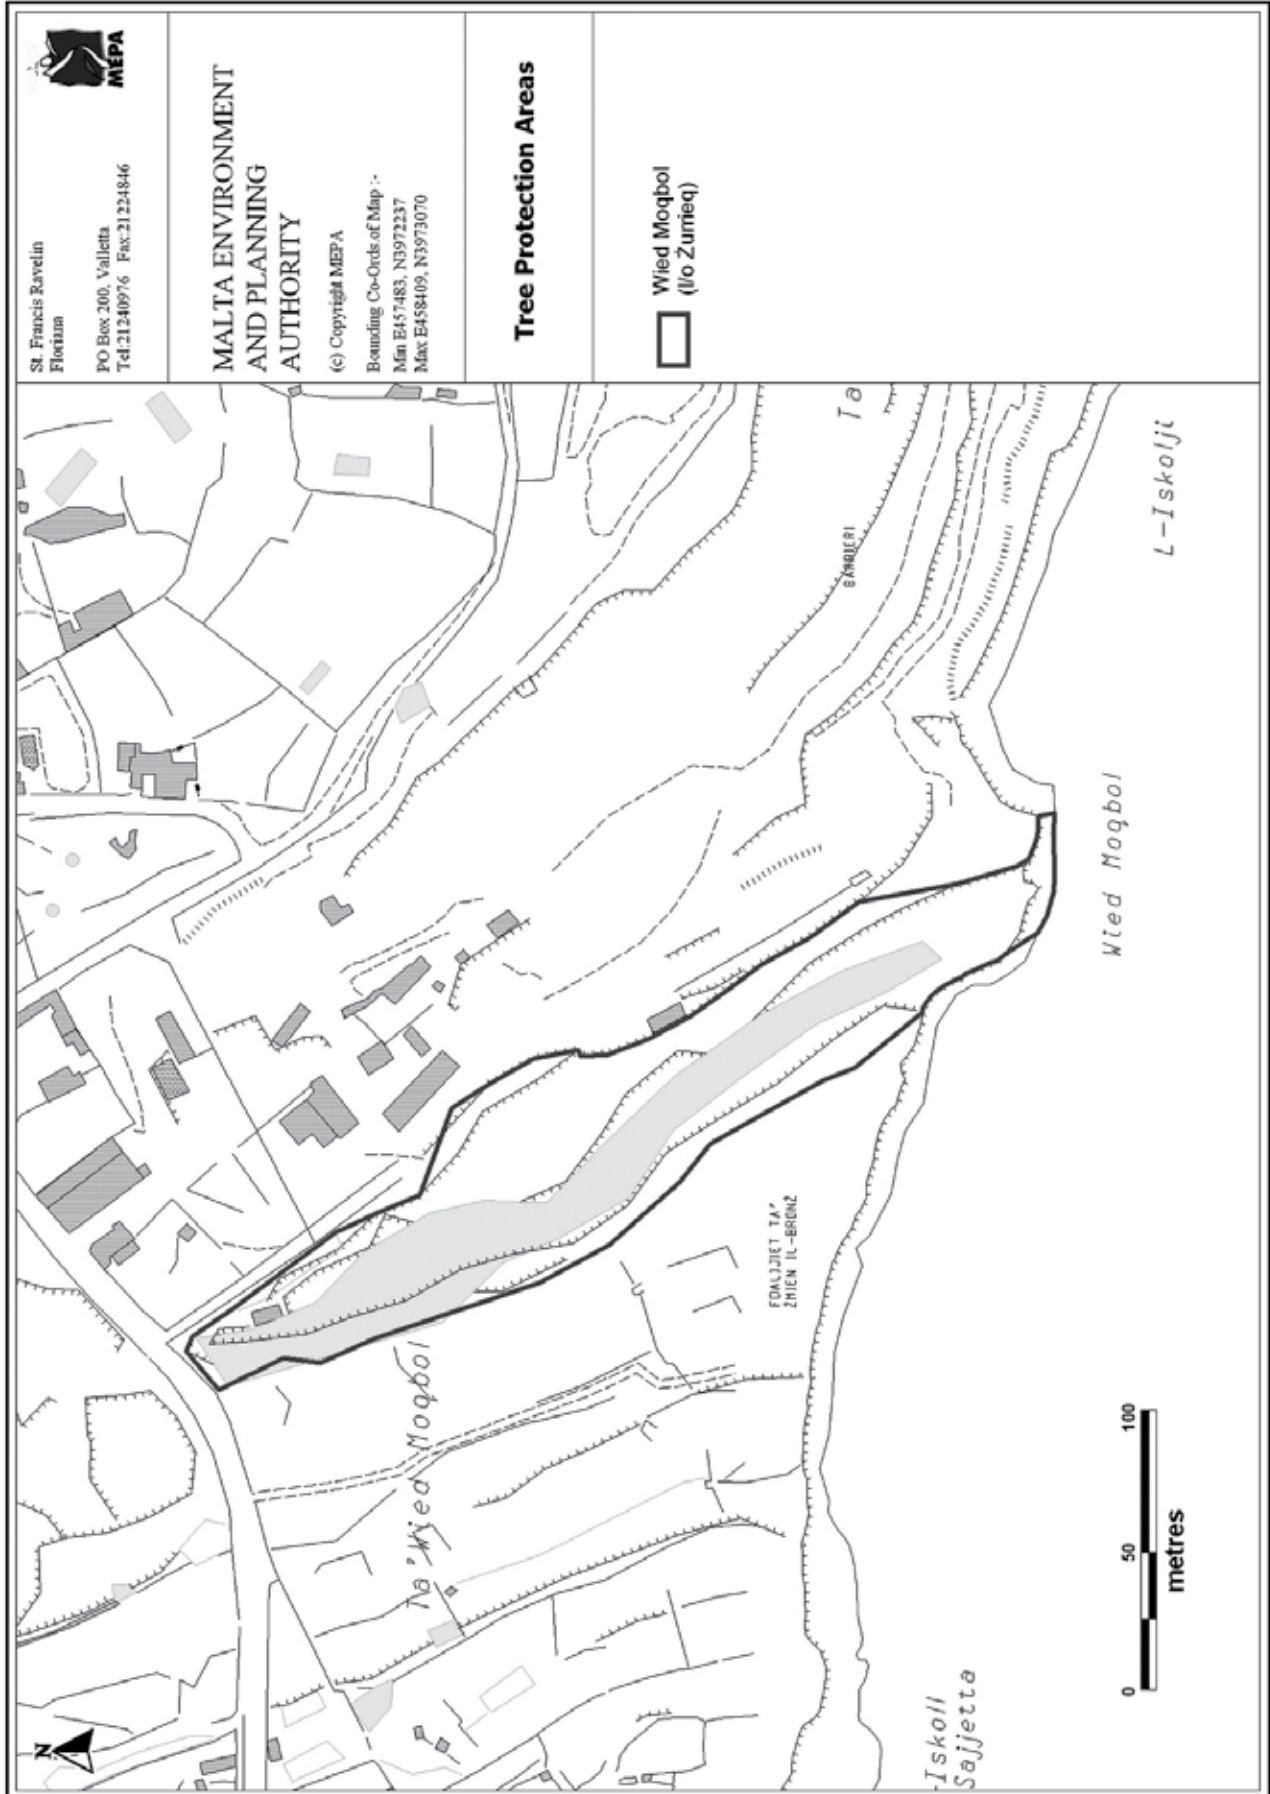 MEPA
St. Francis Ravelin
Floriana
PO Box 200, Valletta
Tel:21240976 Fax:21224846
MALTA ENVIRONMENT
AND PLANNING
AUTHORITY
(c) Copyright MEPA
Bounding Co-Ords of Map :-
Min E457483, N3972237
Max E458409, N3973070
Tree Protection Areas
Wied Moqbol
(l/o Zurrieq)
N
Ta' Wied Moqbol
FDALIJIET TA'
ŻMIEN IL-BRONŻ
GARBIERI
Ta
Wied Moqbol
L-Iskolji
-Iskoll
Sajjetta
0 50 100
metres